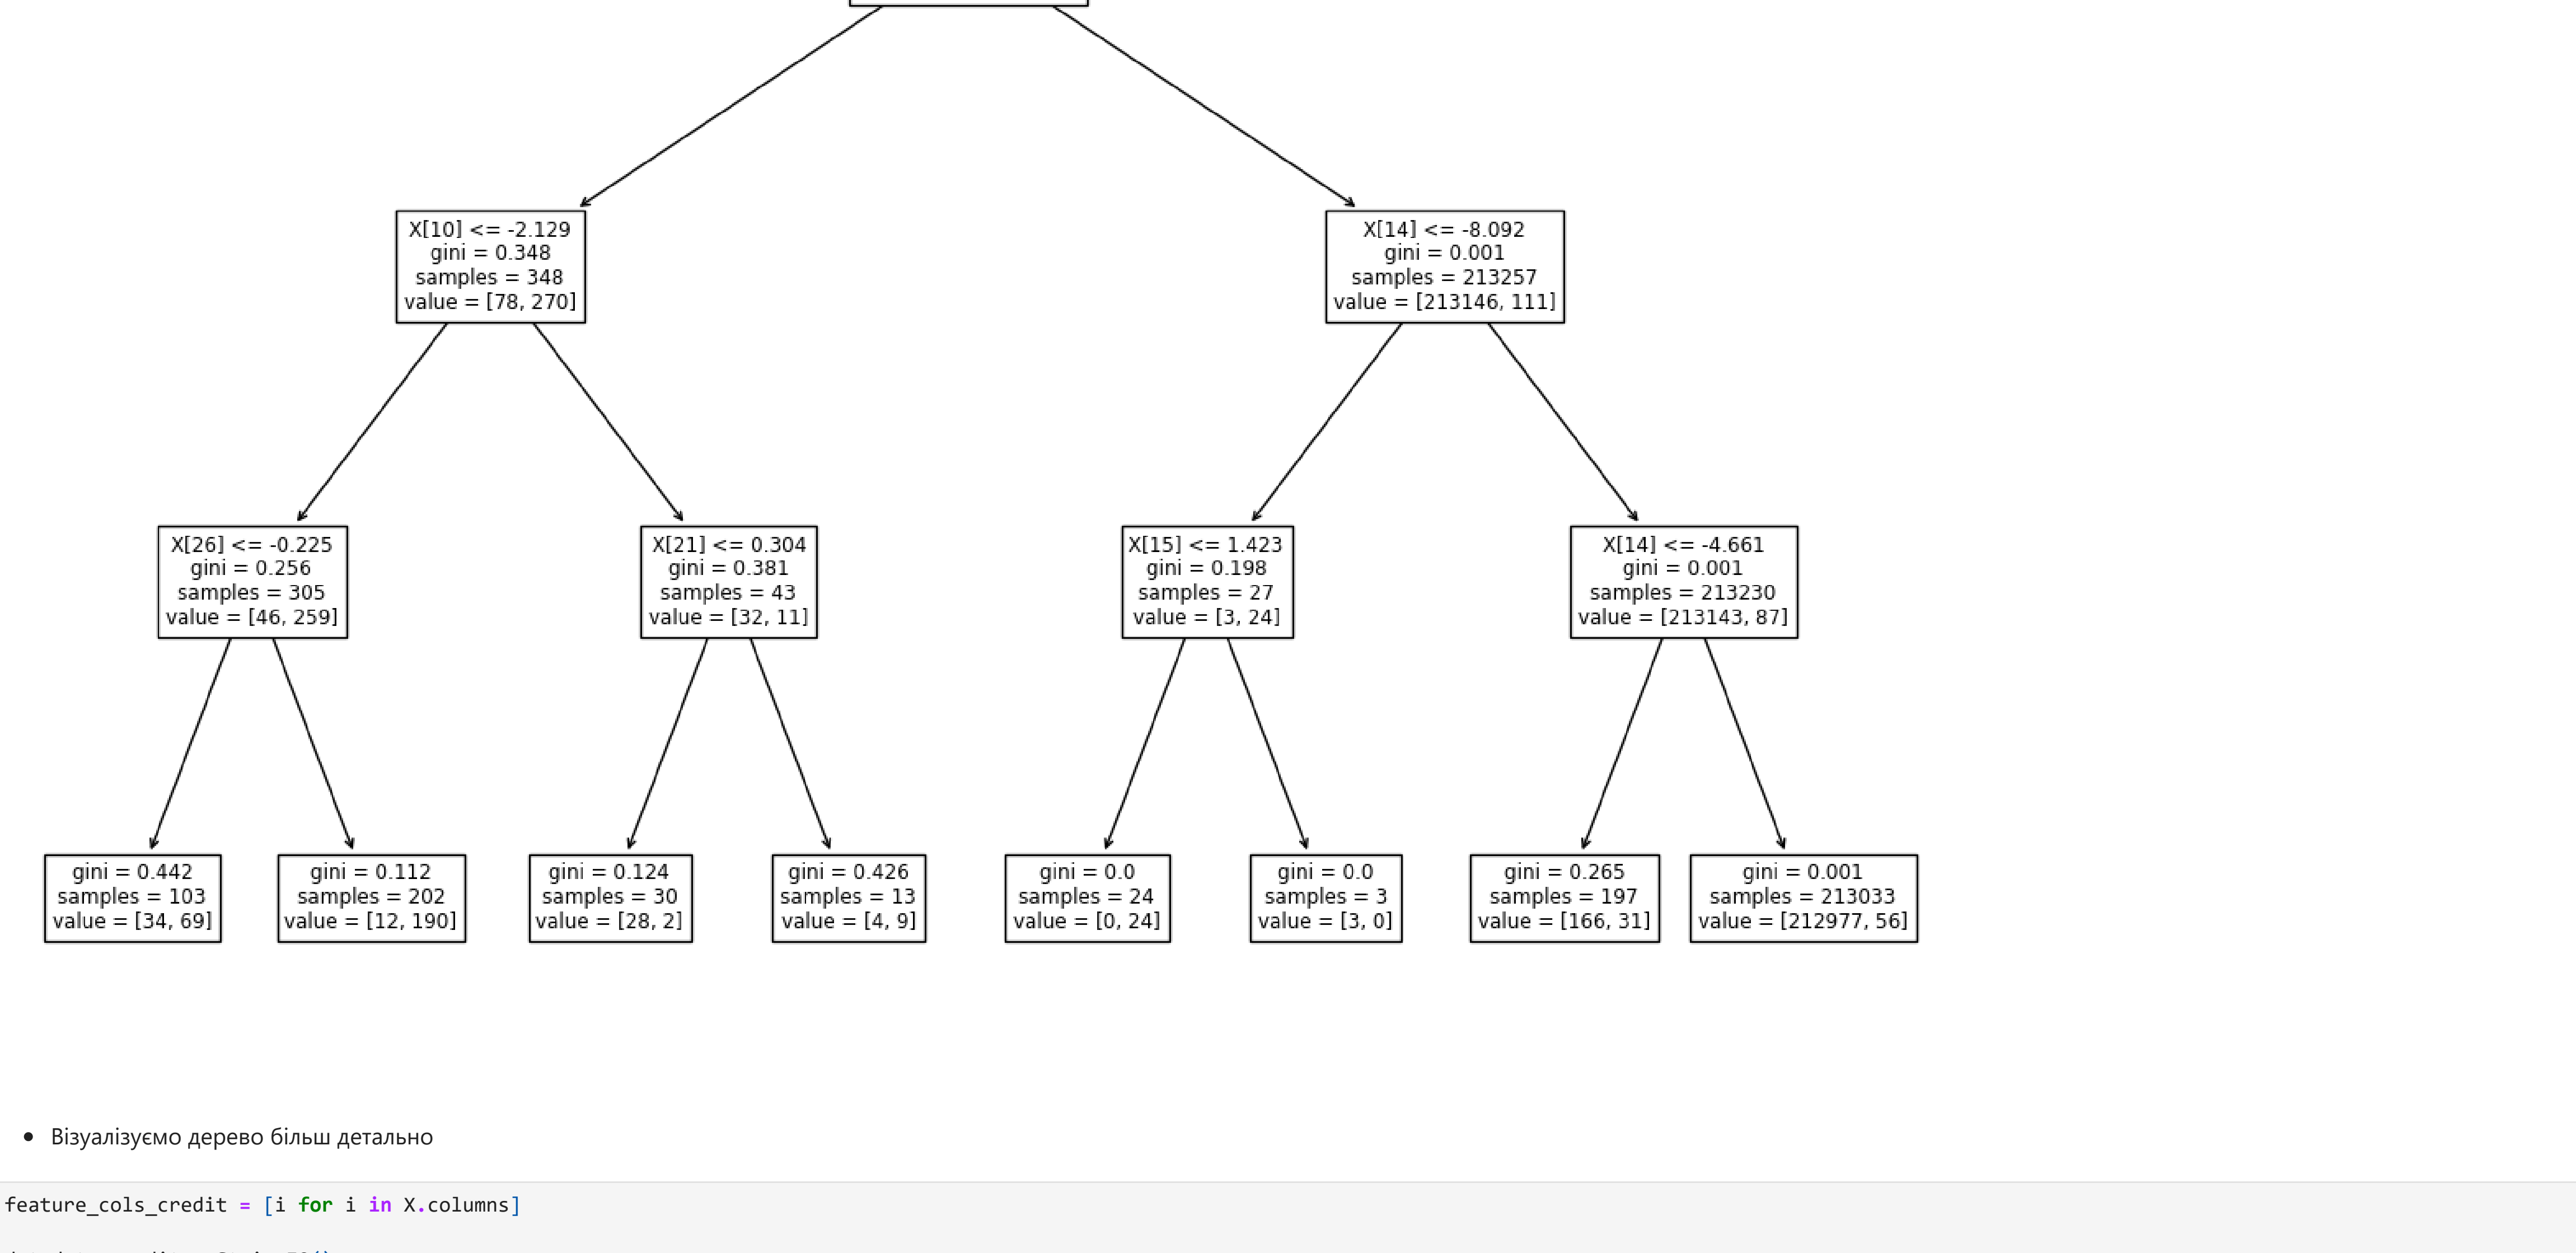 X[10] <= -2.129
gini = 0.348
samples = 348
value = [78, 270]
X[14] <= -8.092
gini = 0.001
samples = 213257
value = [213146, 111]
X[26] <= -0.225
gini = 0.256
samples = 305
value = [46, 259]
X[21] <= 0.304
gini = 0.381
samples = 43
value = [32, 11]
X[15] <= 1.423
gini = 0.198
samples = 27
value = [3, 24]
X[14] <= -4.661
gini = 0.001
samples = 213230
value = [213143, 87]
gini = 0.442
samples = 103
value = [34, 69]
gini = 0.112
samples = 202
value = [12, 190]
gini = 0.124
samples = 30
value = [28, 2]
gini = 0.426
samples = 13
value = [4, 9]
gini = 0.0
samples = 24
value = [0, 24]
gini = 0.0
samples = 3
value = [3, 0]
gini = 0.265
samples = 197
value = [166, 31]
gini = 0.001
samples = 213033
value = [212977, 56]
• Візуалізуємо дерево більш детально
feature_cols_credit = [i for i in X.columns]